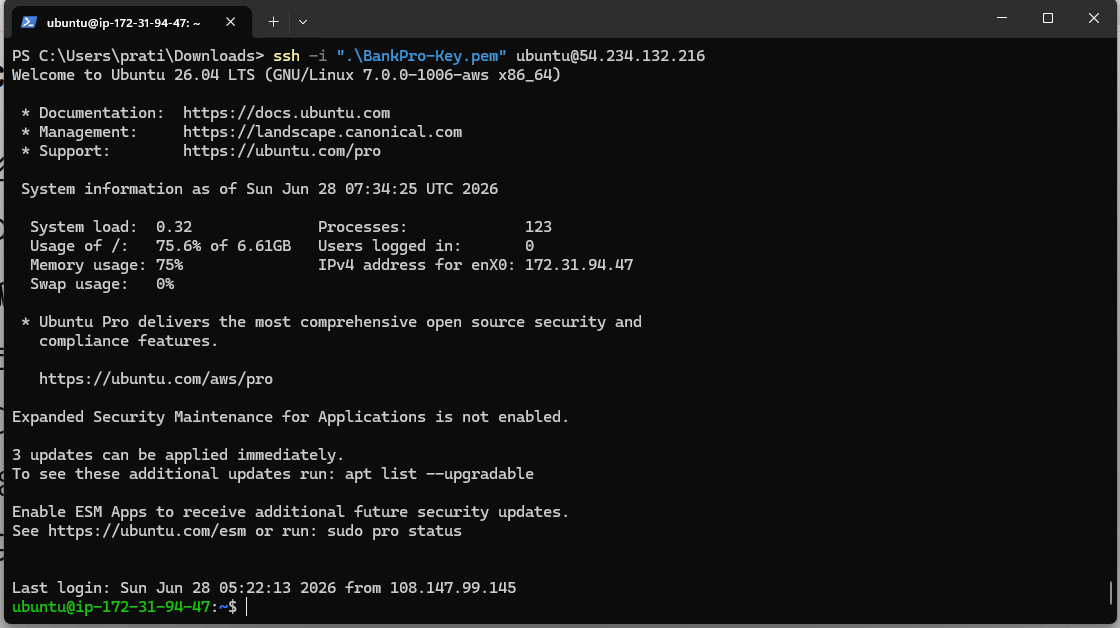 ubuntu@ip-172-31-94-47: ~
PS C:\Users\prati\Downloads> ssh -i ".\BankPro-Key.pem" ubuntu@54.234.132.216
Welcome to Ubuntu 26.04 LTS (GNU/Linux 7.0.0-1006-aws x86_64)
* Documentation:  https://docs.ubuntu.com
* Management:     https://landscape.canonical.com
* Support:        https://ubuntu.com/pro
System information as of Sun Jun 28 07:34:25 UTC 2026
System load:  0.32              Processes:             123
Usage of /:   75.6% of 6.61GB   Users logged in:       0
Memory usage: 75%               IPv4 address for enX0: 172.31.94.47
Swap usage:   0%
* Ubuntu Pro delivers the most comprehensive open source security and
compliance features.
https://ubuntu.com/aws/pro
Expanded Security Maintenance for Applications is not enabled.
3 updates can be applied immediately.
To see these additional updates run: apt list --upgradable
Enable ESM Apps to receive additional future security updates.
See https://ubuntu.com/esm or run: sudo pro status
Last login: Sun Jun 28 05:22:13 2026 from 108.147.99.145
ubuntu@ip-172-31-94-47:~$